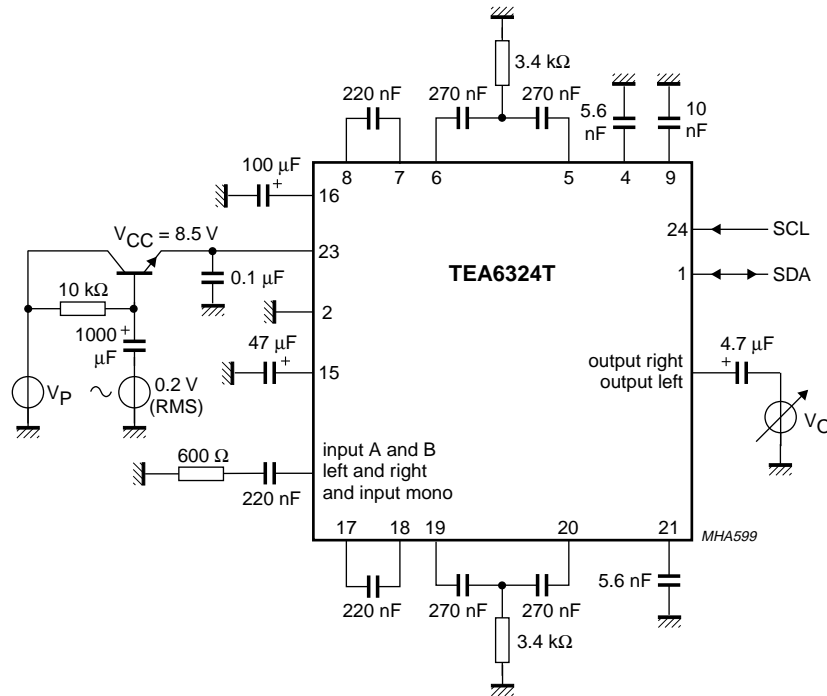 3.4 kΩ
220 nF
270 nF
270 nF
5.6
nF
10
nF
100 μF
+
8
7
6
5
4
9
16
24
SCL
VCC = 8.5 V
23
TEA6324T
1
SDA
0.1 μF
10 kΩ
2
1000
μF
+
47 μF
+
15
4.7 μF
+
output right
output left
VP
0.2 V
(RMS)
VO
600 Ω
220 nF
input A and B
left and right
and input mono
17
18
19
20
21
MHA599
220 nF
270 nF
270 nF
5.6 nF
3.4 kΩ